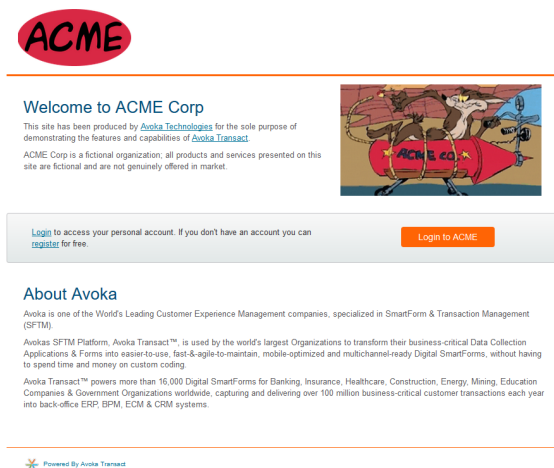 ACME
Welcome to ACME Corp
This site has been produced by Avoka Technologies for the sole purpose of
demonstrating the features and capabilities of Avoka Transact.
ACME Corp is a fictional organization; all products and services presented on this
site are fictional and are not genuinely offered in market.
ACME CO.
Login to access your personal account. If you don't have an account you can
register for free.
Login to ACME
About Avoka
Avoka is one of the World's Leading Customer Experience Management companies, specialized in SmartForm & Transaction Management
(SFTM).
Avokas SFTM Platform, Avoka Transact™, is used by the world's largest Organizations to transform their business-critical Data Collection
Applications & Forms into easier-to-use, fast-&-agile-to-maintain, mobile-optimized and multichannel-ready Digital SmartForms, without having
to spend time and money on custom coding.
Avoka Transact™ powers more than 16,000 Digital SmartForms for Banking, Insurance, Healthcare, Construction, Energy, Mining, Education
Companies & Government Organizations worldwide, capturing and delivering over 100 million business-critical customer transactions each year
into back-office ERP, BPM, ECM & CRM systems.
Powered By Avoka Transact